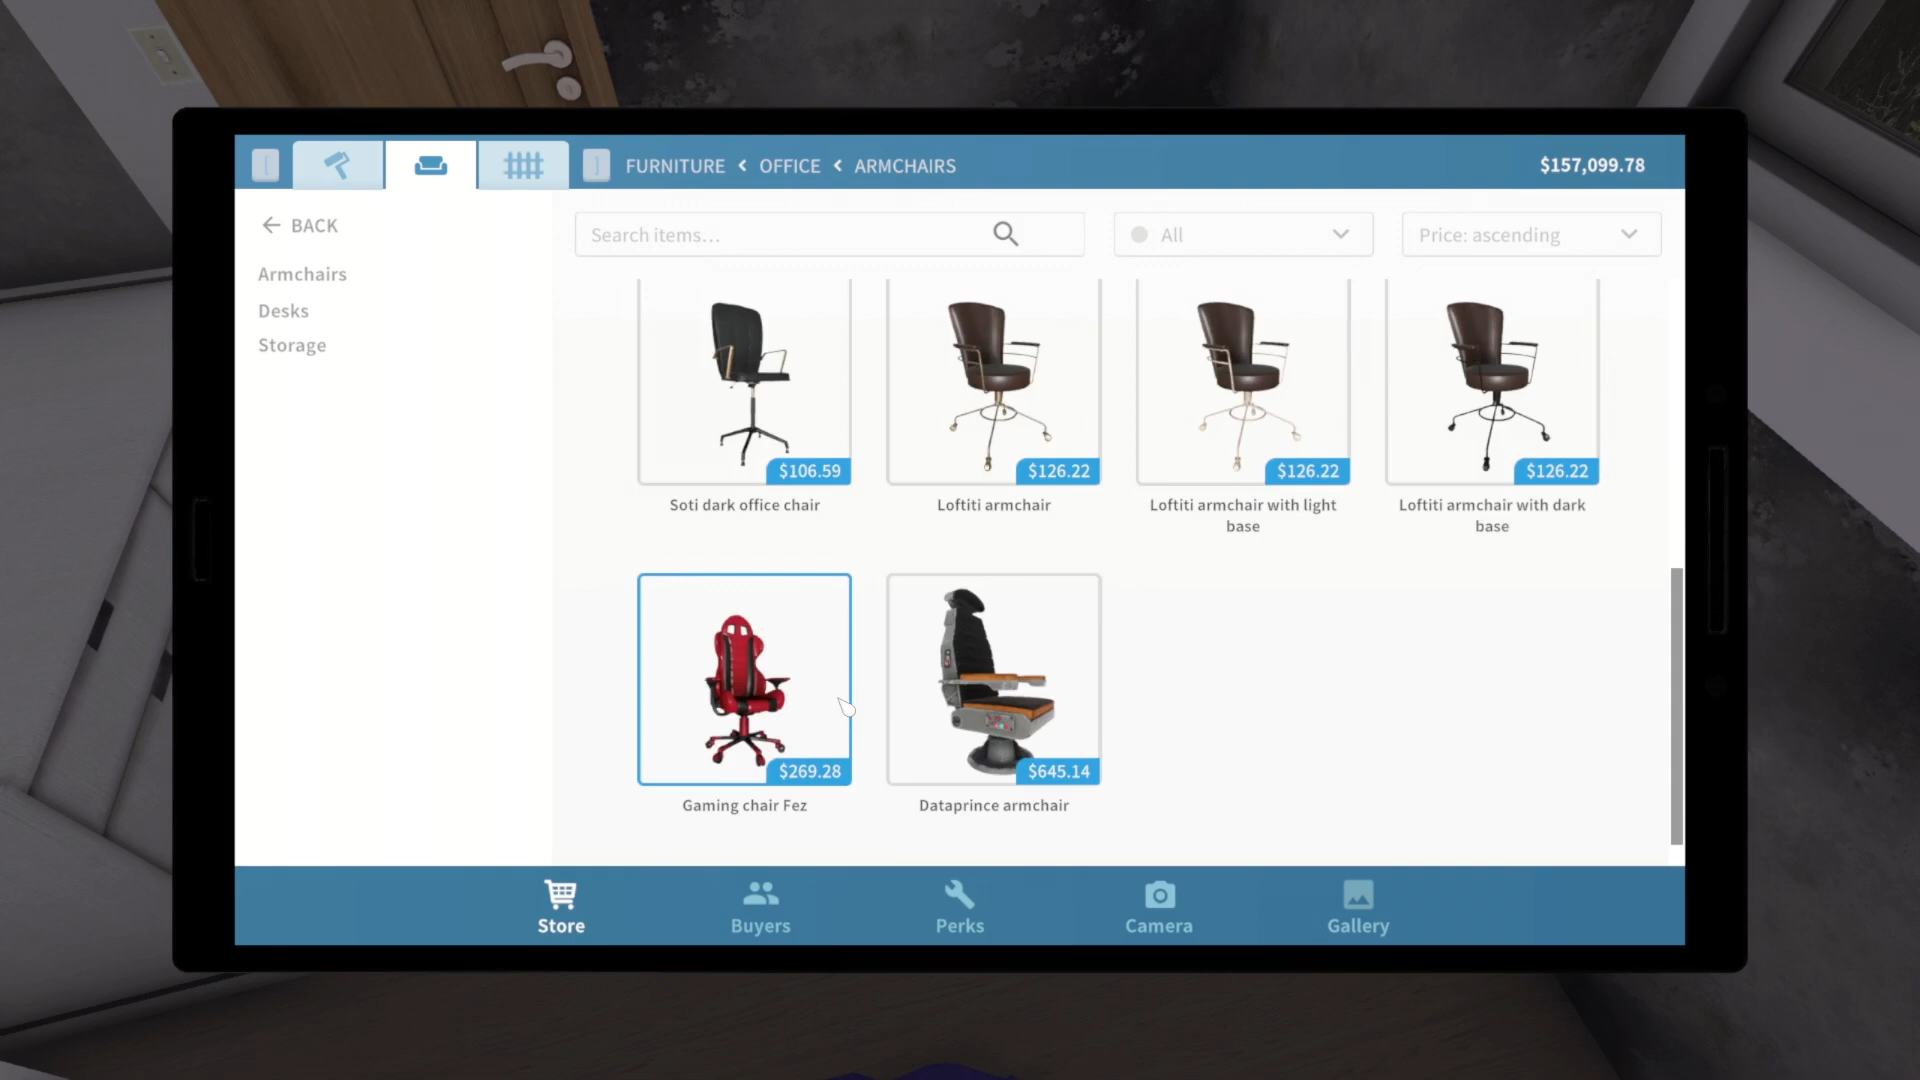 FURNITURE < OFFICE < ARMCHAIRS
$157,099.78
BACK
Search items...
All
Price: ascending
Armchairs
Desks
Storage
$106.59
$126.22
$126.22
$126.22
Soti dark office chair
Loftiti armchair
Loftiti armchair with light
base
Loftiti armchair with dark
base
$269.28
$645.14
Gaming chair Fez
Dataprince armchair
Store
Buyers
Perks
Camera
Gallery